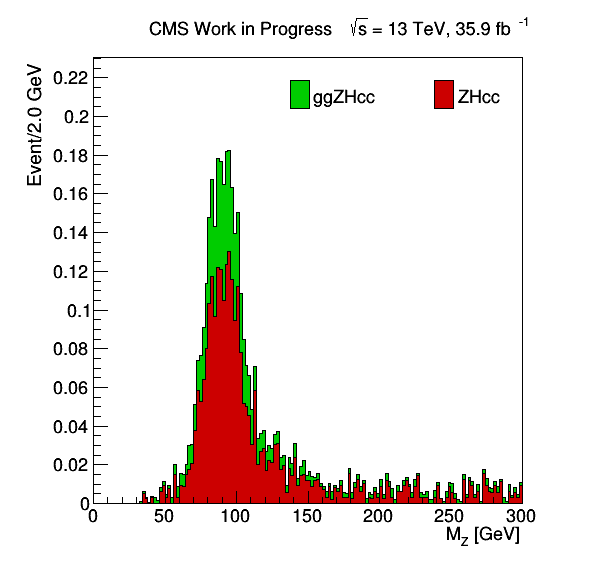 CMS Work in Progress √s = 13 TeV, 35.9 fb -1
Event/2.0 GeV
ggZHcc ZHcc
0.22
0.2
0.18
0.16
0.14
0.12
0.1
0.08
0.06
0.04
0.02
0
0 50 100 150 200 250 300
MZ [GeV]